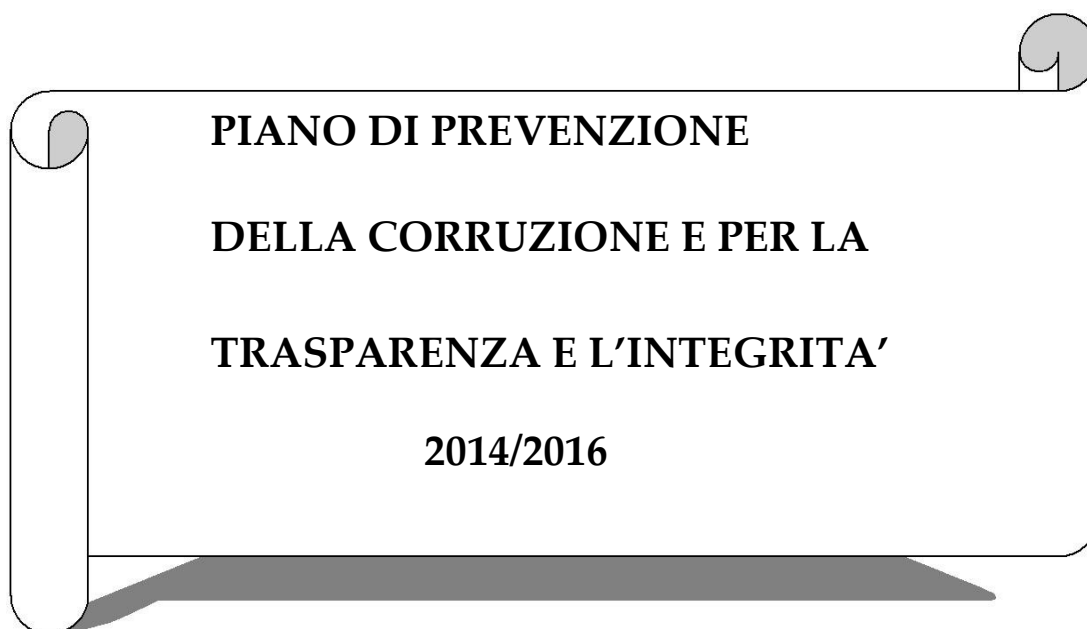 PIANO DI PREVENZIONE
DELLA CORRUZIONE E PER LA
TRASPARENZA E L’INTEGRITA’
2014/2016